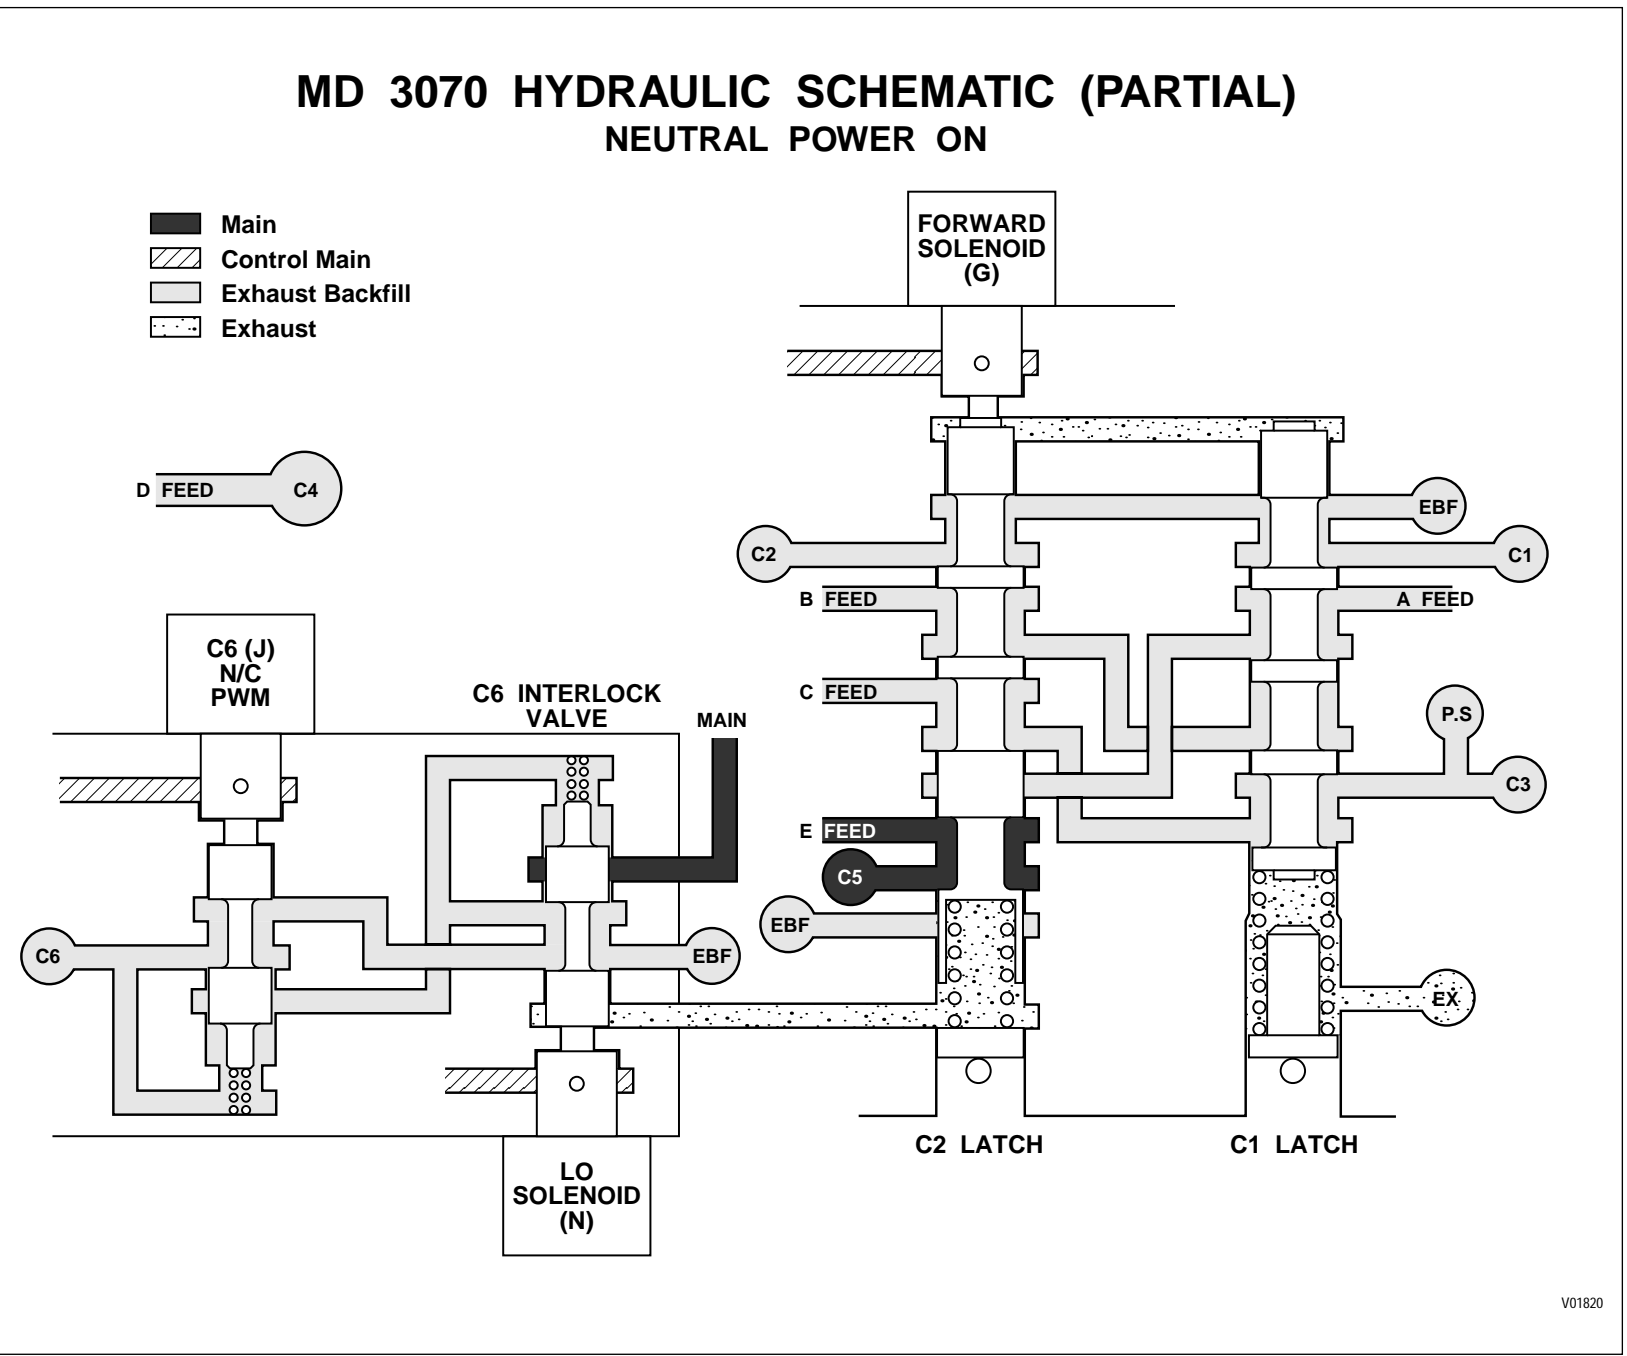 MD 3070 HYDRAULIC SCHEMATIC (PARTIAL)
NEUTRAL POWER ON
Main
Control Main
Exhaust Backfill
Exhaust
FORWARD
SOLENOID
(G)
D FEED
C4
EBF
C2
C1
B FEED
A FEED
C6 (J)
N/C
PWM
C6 INTERLOCK
VALVE
MAIN
C FEED
P.S
C3
E FEED
C5
EBF
C6
EBF
EX
LO
SOLENOID
(N)
C2 LATCH
C1 LATCH
V01820